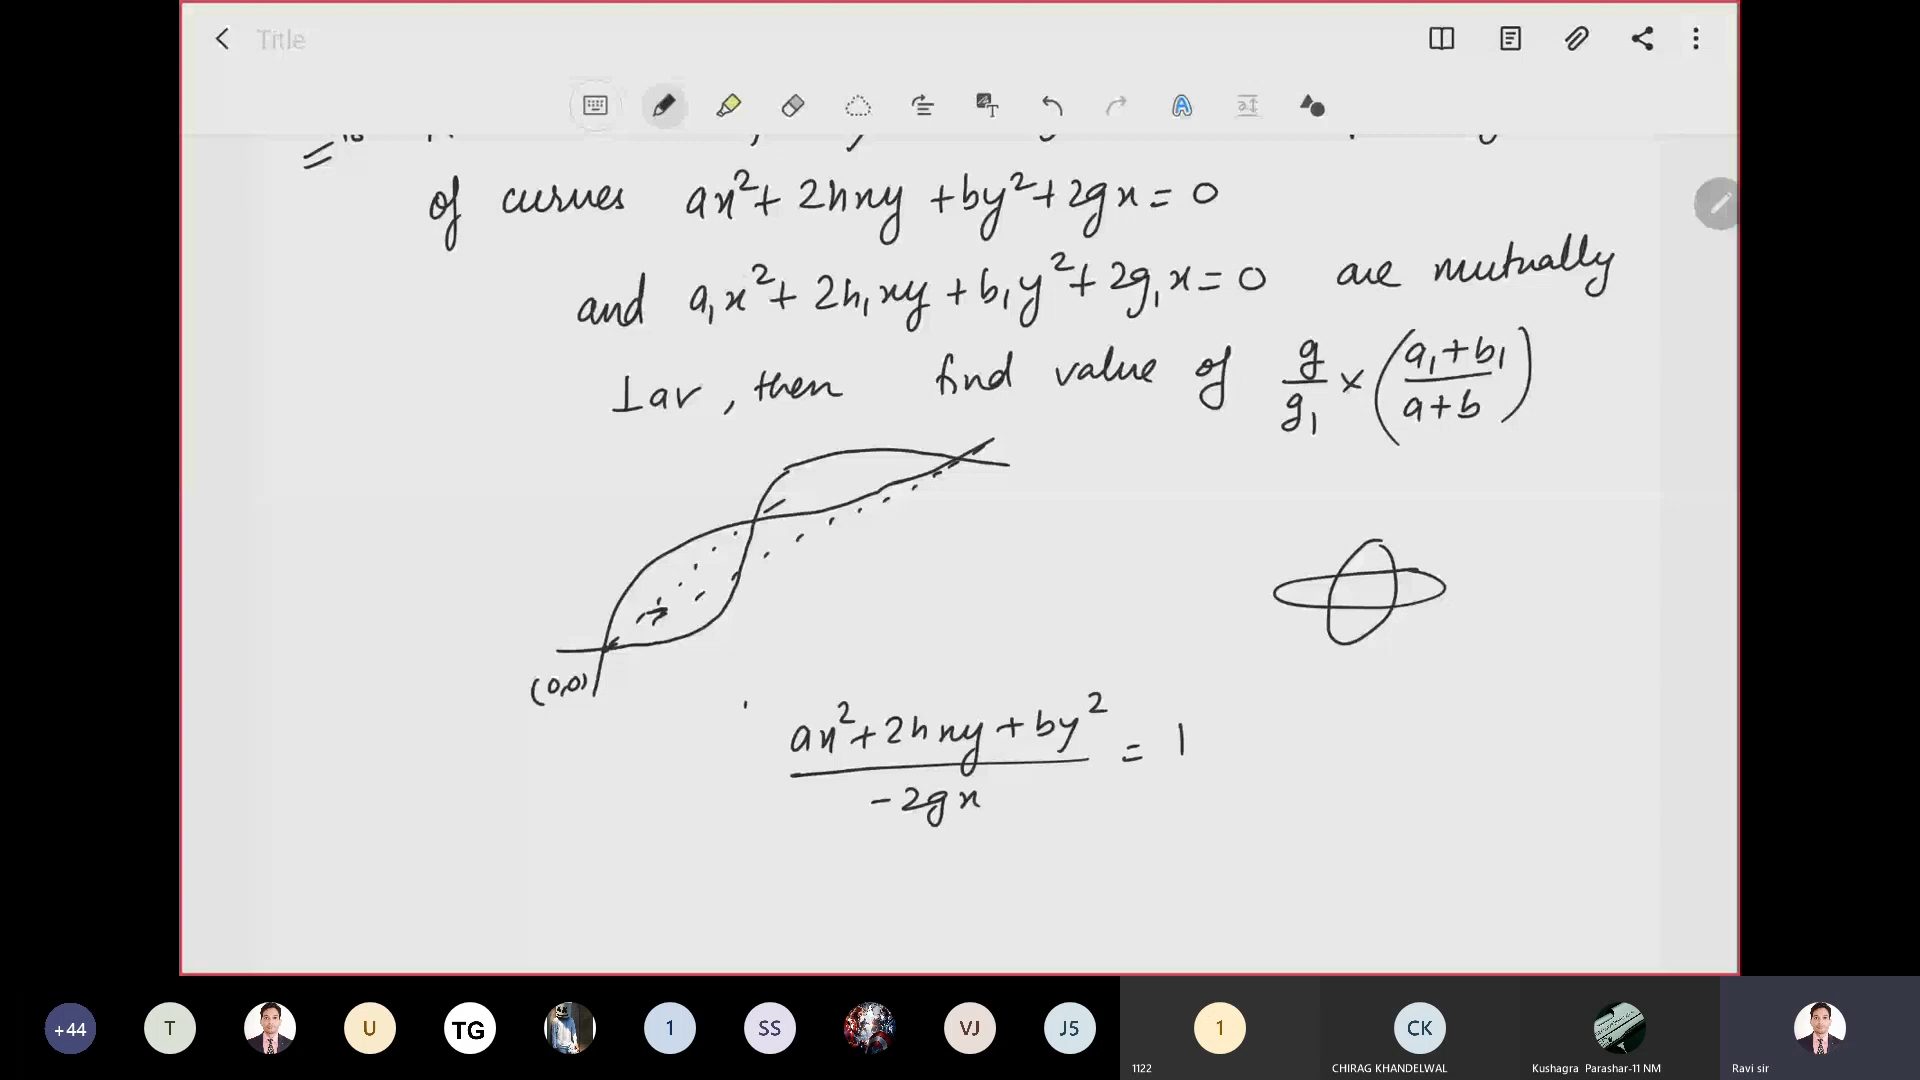 Title
of curves ax² + 2hxy + by² + 2gx = 0
and a₁x² + 2h₁xy + b₁y² + 2g₁x = 0 are mutually
⊥ar, then find value of g/g₁ × ((a₁+b₁)/(a+b))
(0,0)
(ax² + 2hxy + by²)/(-2gx) = 1
+44 T U TG 1 SS VJ J5 1 CK
1122 CHIRAG KHANDELWAL Kushagra Parashar-11 NM Ravi sir